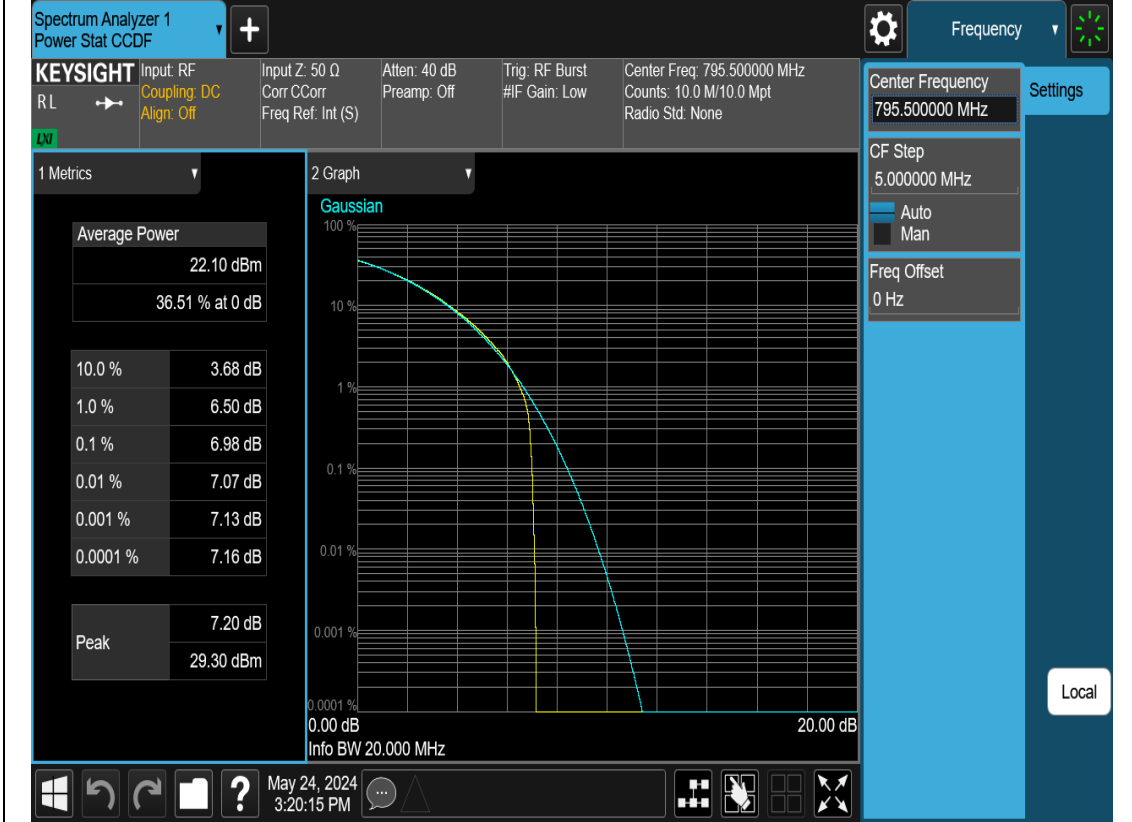 Spectrum Analyzer 1
Power Stat CCDF
+
Frequency
KEYSIGHT
RL
LXI
Input: RF
Coupling: DC
Align: Off
Input Z: 50 Ω
Corr CCorr
Freq Ref: Int (S)
Atten: 40 dB
Preamp: Off
Trig: RF Burst
#IF Gain: Low
Center Freq: 795.500000 MHz
Counts: 10.0 M/10.0 Mpt
Radio Std: None
Center Frequency
795.500000 MHz
Settings
CF Step
5.000000 MHz
Auto
Man
Freq Offset
0 Hz
Local
1 Metrics
Average Power
22.10 dBm
36.51 % at 0 dB
10.0 % 3.68 dB
1.0 % 6.50 dB
0.1 % 6.98 dB
0.01 % 7.07 dB
0.001 % 7.13 dB
0.0001 % 7.16 dB
Peak
7.20 dB
29.30 dBm
2 Graph
Gaussian
100 %
10 %
1 %
0.1 %
0.01 %
0.001 %
0.0001 %
0.00 dB 20.00 dB
Info BW 20.000 MHz
?
May 24, 2024
3:20:15 PM